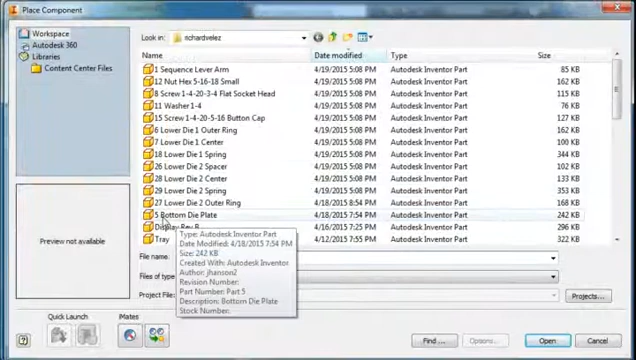 Place Component
Workspace
Autodesk 360
Libraries
Content Center Files
Look in: richardvelez
Name Date modified Type Size
1 Sequence Lever Arm 4/19/2015 5:08 PM Autodesk Inventor Part 85 KB
12 Nut Hex 5-16-18 Small 4/19/2015 5:08 PM Autodesk Inventor Part 162 KB
8 Screw 1-4-20-3-4 Flat Socket Head 4/19/2015 5:08 PM Autodesk Inventor Part 115 KB
11 Washer 1-4 4/19/2015 5:08 PM Autodesk Inventor Part 76 KB
15 Screw 1-4-20-5-16 Button Cap 4/19/2015 5:08 PM Autodesk Inventor Part 127 KB
6 Lower Die 1 Outer Ring 4/19/2015 5:08 PM Autodesk Inventor Part 162 KB
7 Lower Die 1 Center 4/19/2015 5:08 PM Autodesk Inventor Part 100 KB
18 Lower Die 1 Spring 4/19/2015 5:08 PM Autodesk Inventor Part 344 KB
26 Lower Die 2 Spacer 4/19/2015 5:08 PM Autodesk Inventor Part 162 KB
28 Lower Die 2 Center 4/19/2015 5:08 PM Autodesk Inventor Part 133 KB
29 Lower Die 2 Spring 4/19/2015 5:08 PM Autodesk Inventor Part 353 KB
27 Lower Die 2 Outer Ring 4/18/2015 8:54 PM Autodesk Inventor Part 168 KB
5 Bottom Die Plate 4/18/2015 7:54 PM Autodesk Inventor Part 242 KB
Display Rev B 4/16/2015 7:25 PM Autodesk Inventor Part 296 KB
Tray 4/12/2015 7:55 PM Autodesk Inventor Part 322 KB
Type: Autodesk Inventor Part
Date Modified: 4/18/2015 7:54 PM
Size: 242 KB
Created With: Autodesk Inventor
Author: jhanson2
Revision Number:
Part Number: Part 5
Description: Bottom Die Plate
Stock Number:
Preview not available
File name
Files of type
Project File:
Projects...
Quick Launch Mates
Find ... Options... Open Cancel